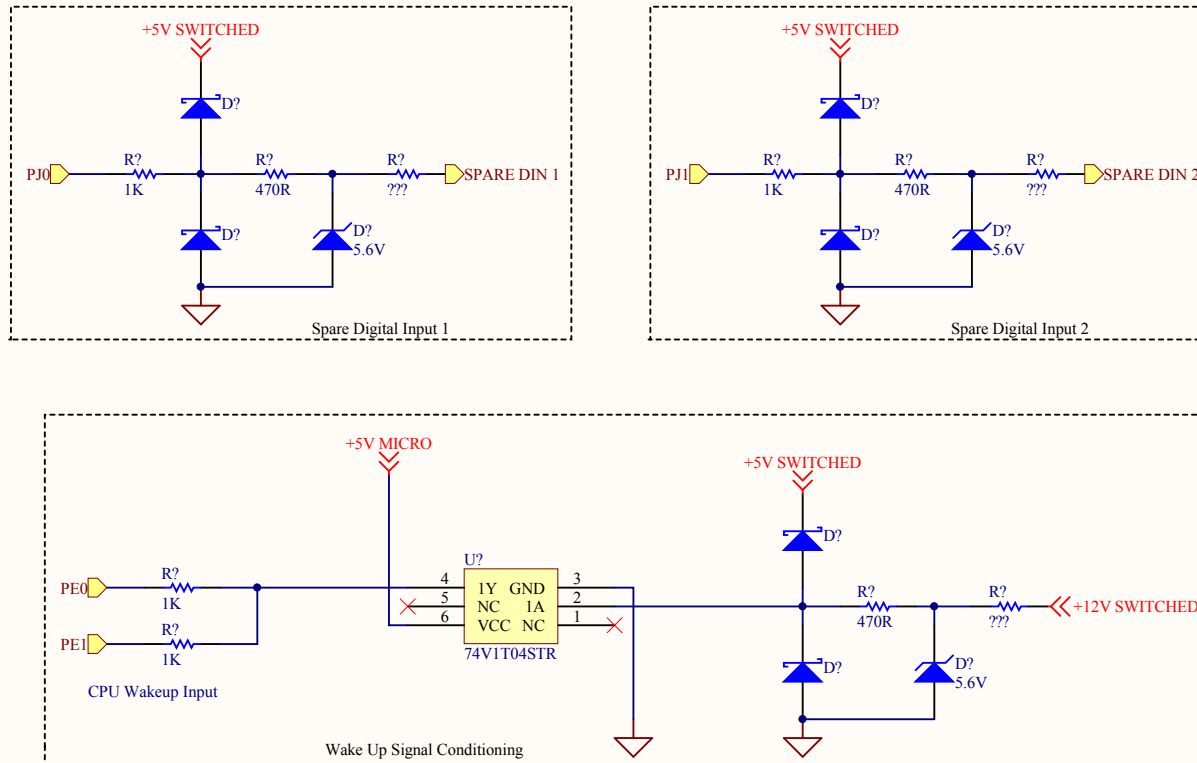 +5V SWITCHED
D?
PJ0
R?
1K
R?
470R
R?
???
SPARE DIN 1
D?
D?
5.6V
Spare Digital Input 1
+5V SWITCHED
D?
PJ1
R?
1K
R?
470R
R?
???
SPARE DIN 2
D?
D?
5.6V
Spare Digital Input 2
+5V MICRO
+5V SWITCHED
D?
PE0
R?
1K
PE1
R?
1K
CPU Wakeup Input
U?
4 1Y GND 3
5 NC 1A 2
6 VCC NC 1
74V1T04STR
R?
470R
R?
???
+12V SWITCHED
D?
D?
5.6V
Wake Up Signal Conditioning